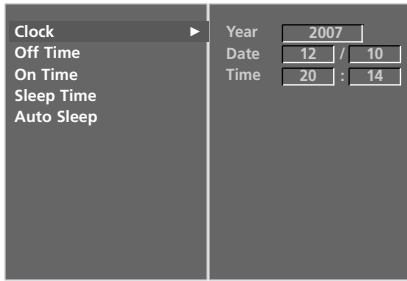 Clock ►
Off Time
On Time
Sleep Time
Auto Sleep
Year 2007
Date 12 / 10
Time 20 : 14